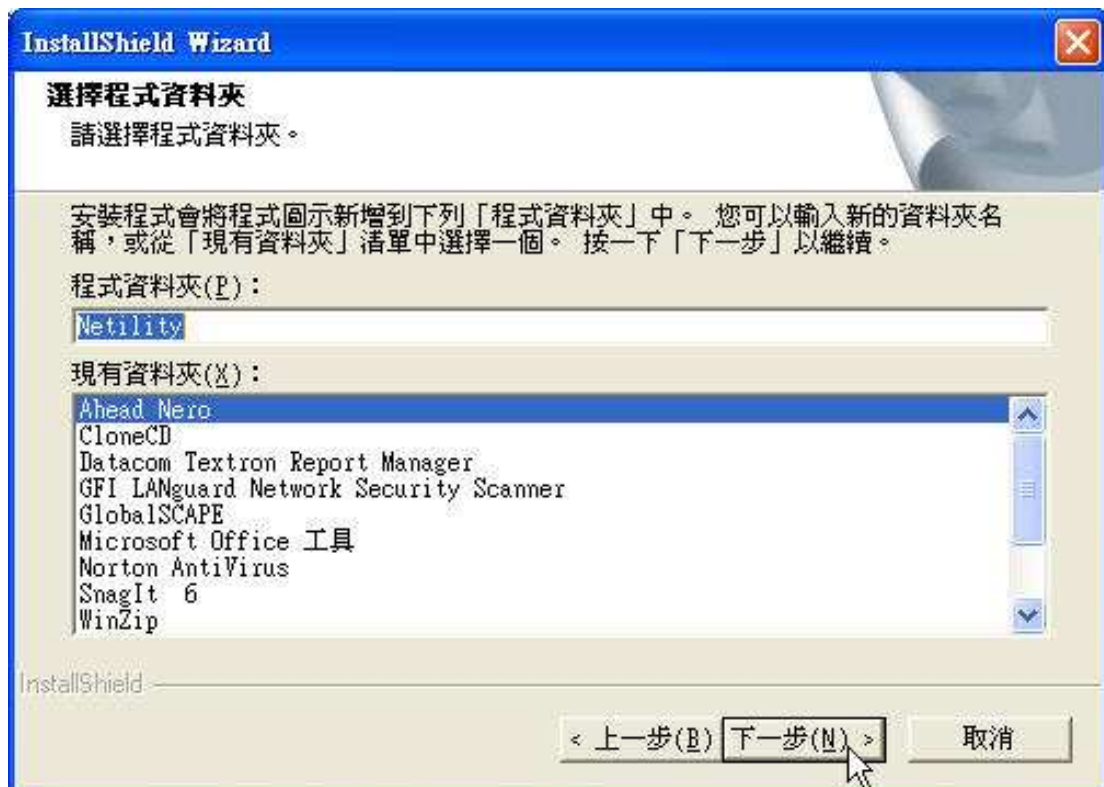 InstallShield Wizard
選擇程式資料夾
請選擇程式資料夾。
安裝程式會將程式圖示新增到下列「程式資料夾」中。 您可以輸入新的資料夾名
稱，或從「現有資料夾」清單中選擇一個。 按一下「下一步」以繼續。
程式資料夾(P)：
Netility
現有資料夾(X)：
Ahead Nero
CloneCD
Datacom Textron Report Manager
GFI LANguard Network Security Scanner
GlobalSCAPE
Microsoft Office 工具
Norton AntiVirus
SnagIt 6
WinZip
InstallShield
< 上一步(B) 下一步(N) > 取消